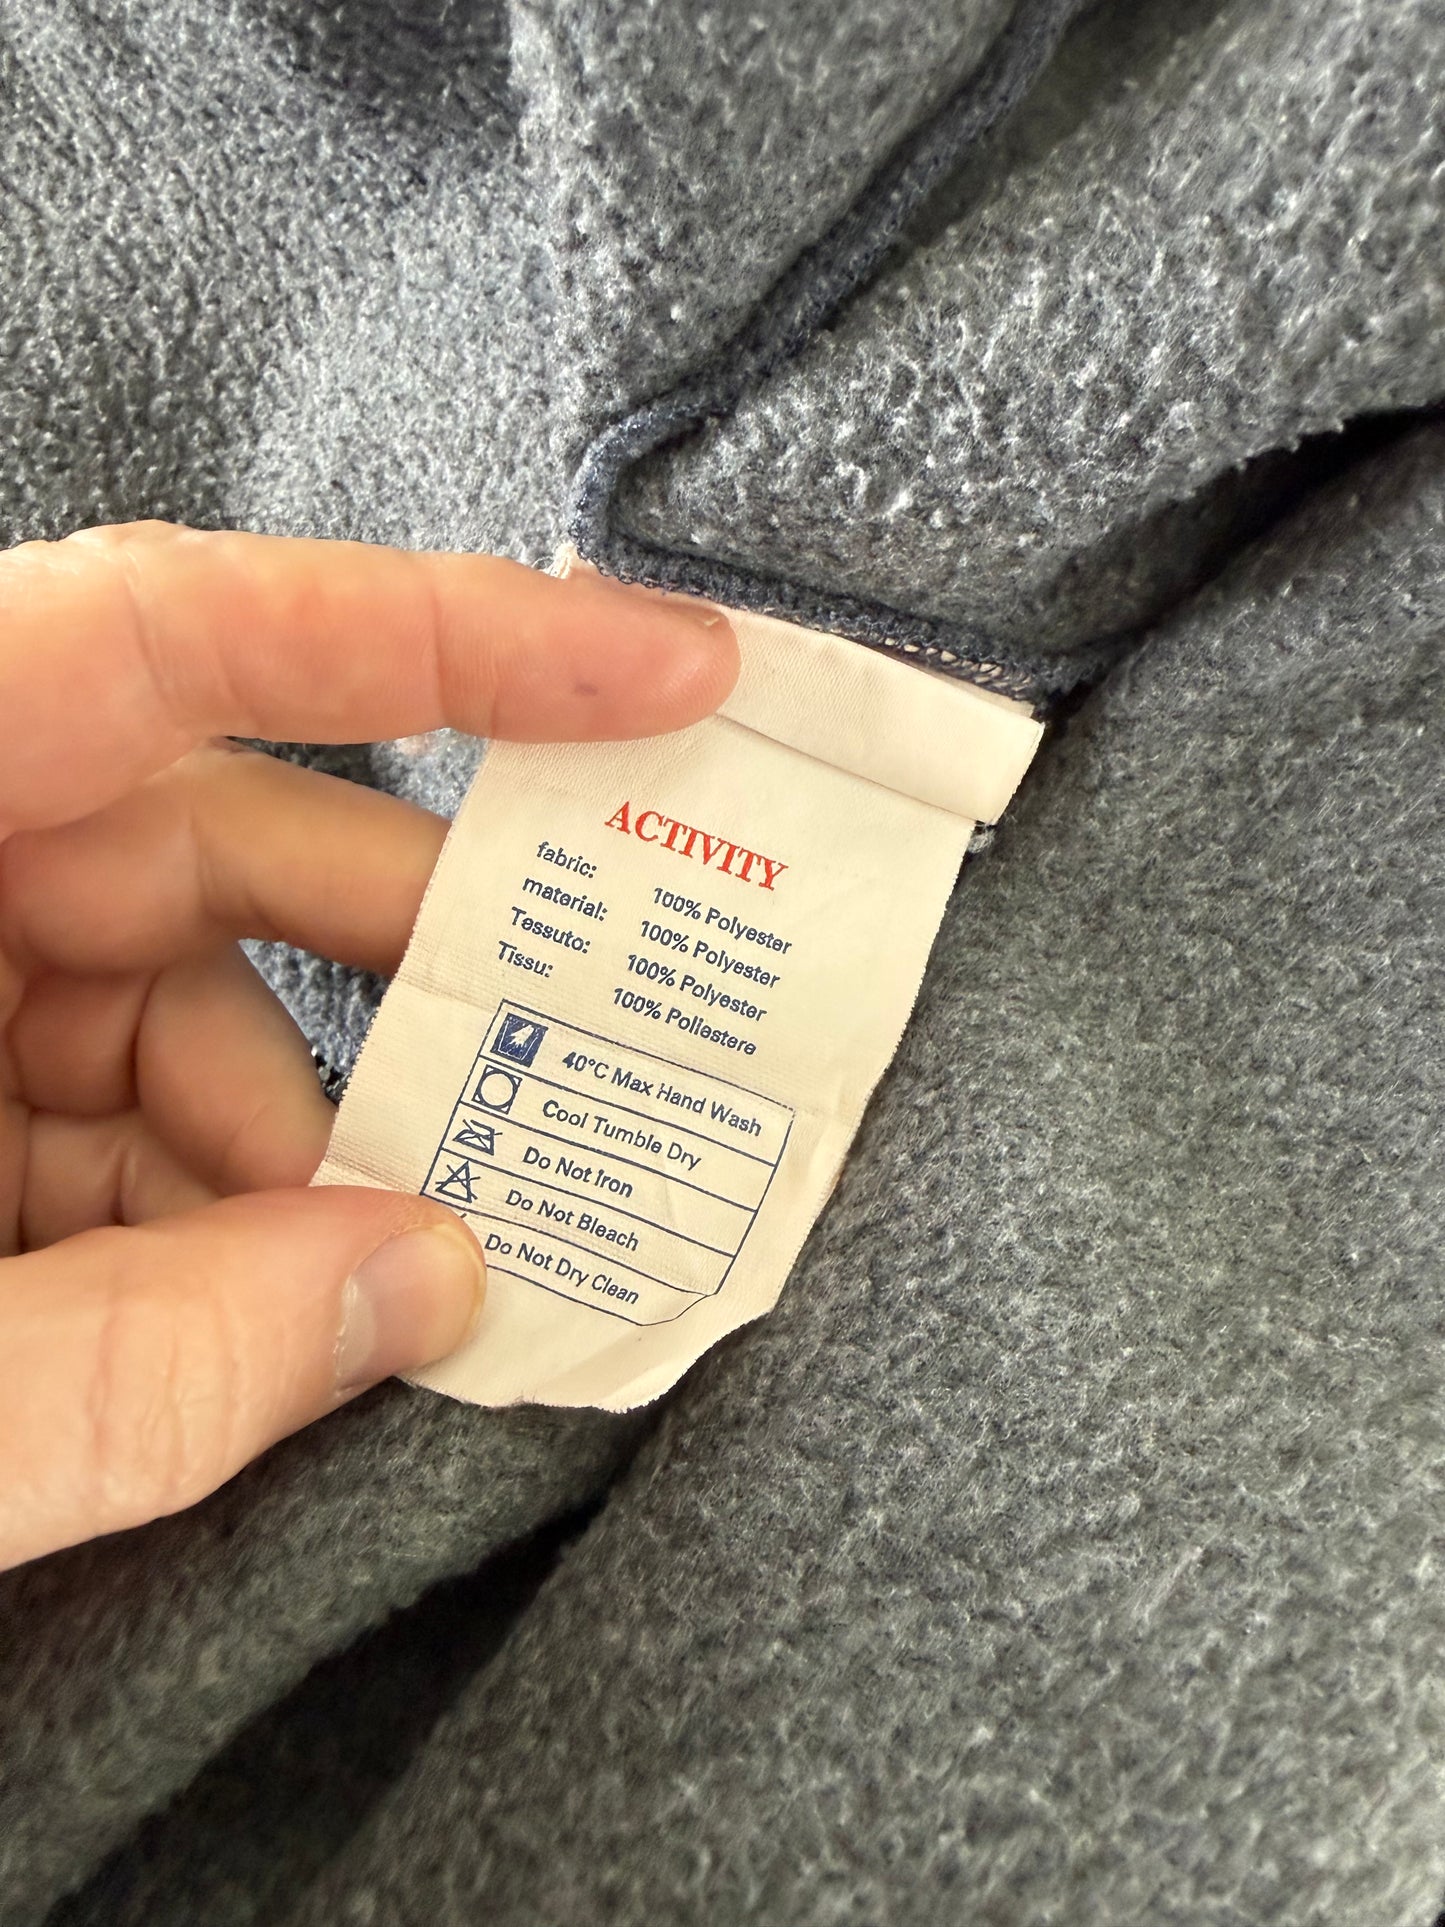 ACTIVITY
fabric: 100% Polyester
material: 100% Polyester
Tessuto: 100% Polyester
Tissu: 100% Poliestere
40°C Max Hand Wash
Cool Tumble Dry
Do Not Iron
Do Not Bleach
Do Not Dry Clean